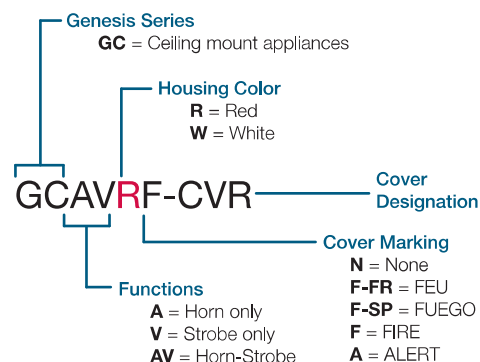 Genesis Series
GC = Ceiling mount appliances
Housing Color
R = Red
W = White
GCAVRF-CVR
Cover
Designation
Cover Marking
N = None
F-FR = FEU
F-SP = FUEGO
F = FIRE
A = ALERT
Functions
A = Horn only
V = Strobe only
AV = Horn-Strobe